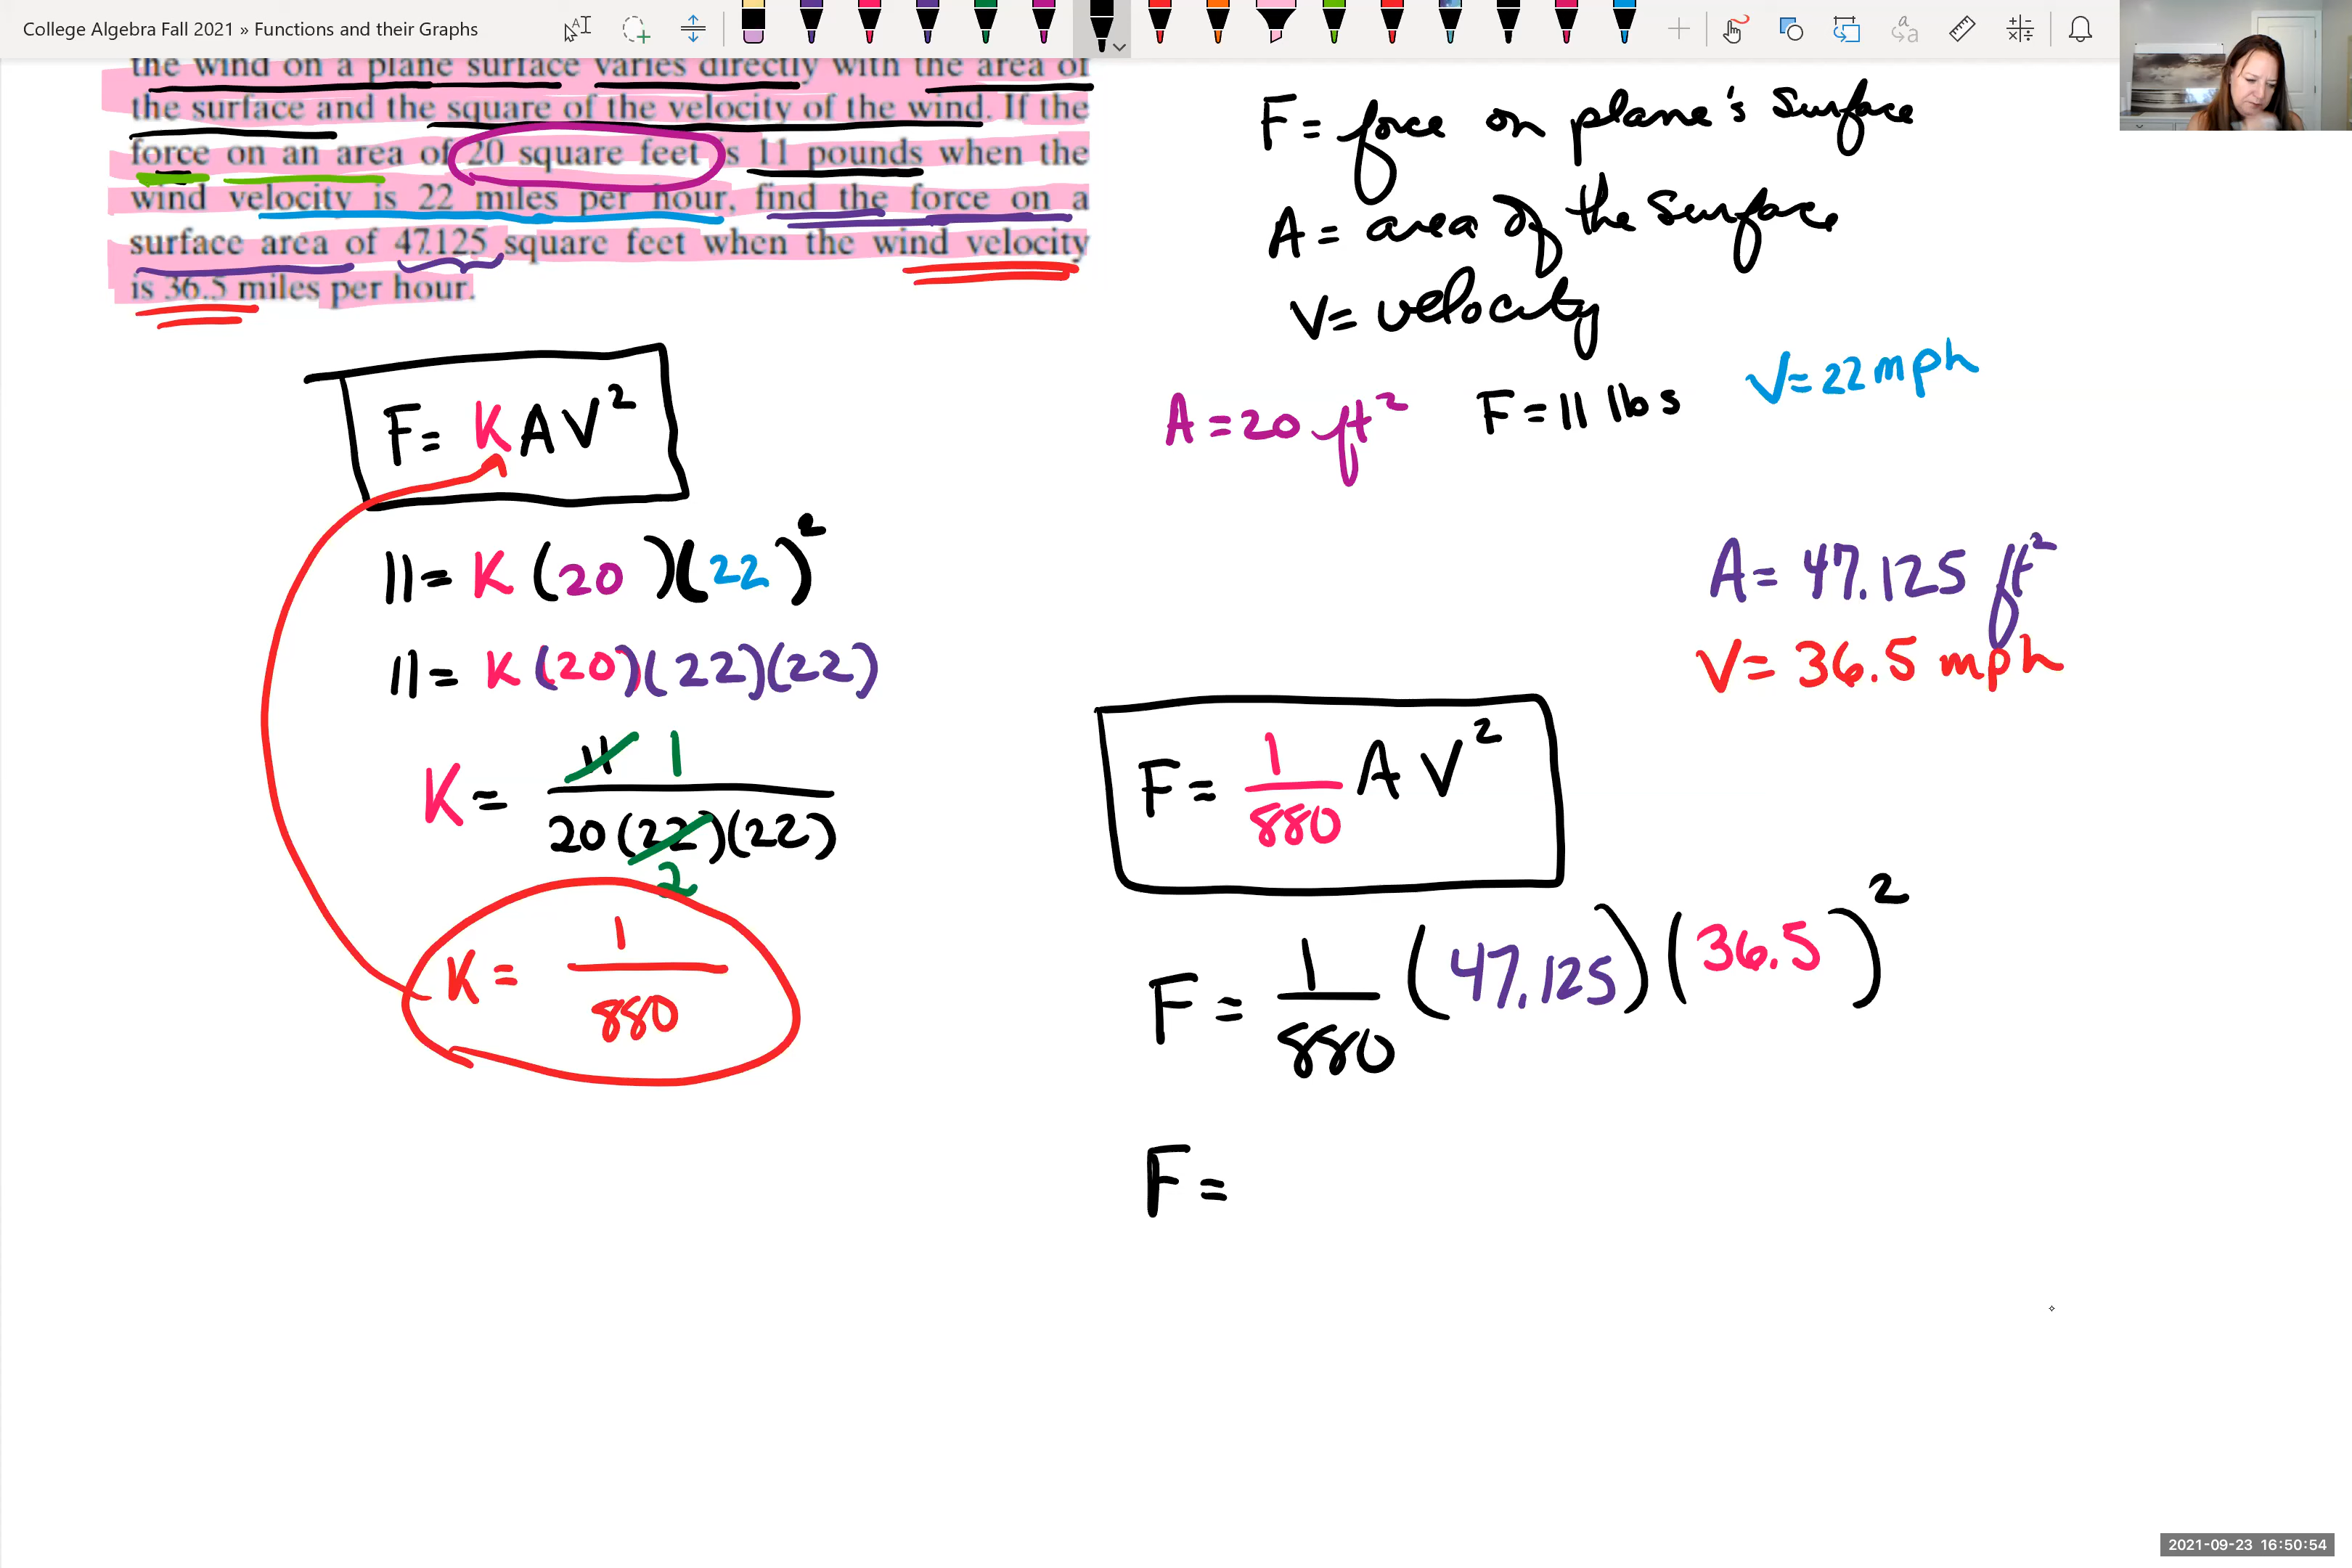 College Algebra Fall 2021 » Functions and their Graphs
the wind on a plane surface varies directly with the area of
the surface and the square of the velocity of the wind. If the
force on an area of 20 square feet is 11 pounds when the
wind velocity is 22 miles per hour, find the force on a
surface area of 47.125 square feet when the wind velocity
is 36.5 miles per hour.
F = force on plane's surface
A = area of the surface
V = velocity
A = 20 ft² F = 11 lbs V = 22 mph
F = K A V²
11 = K (20)(22)²
11 = K (20)(22)(22)
K = 11 1
20 (22)(22)
2
K = 1
880
A = 47.125 ft²
V = 36.5 mph
F = 1/880 A V²
F = 1/880 (47.125)(36.5)²
F =
2021-09-23 16:50:54